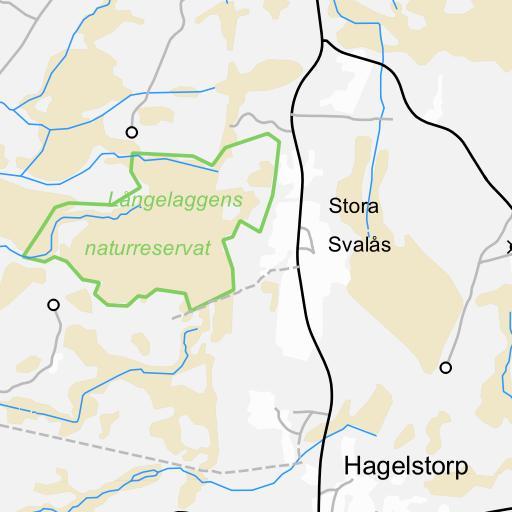 Långelaggens
naturreservat
Stora
Svalås
Hagelstorp